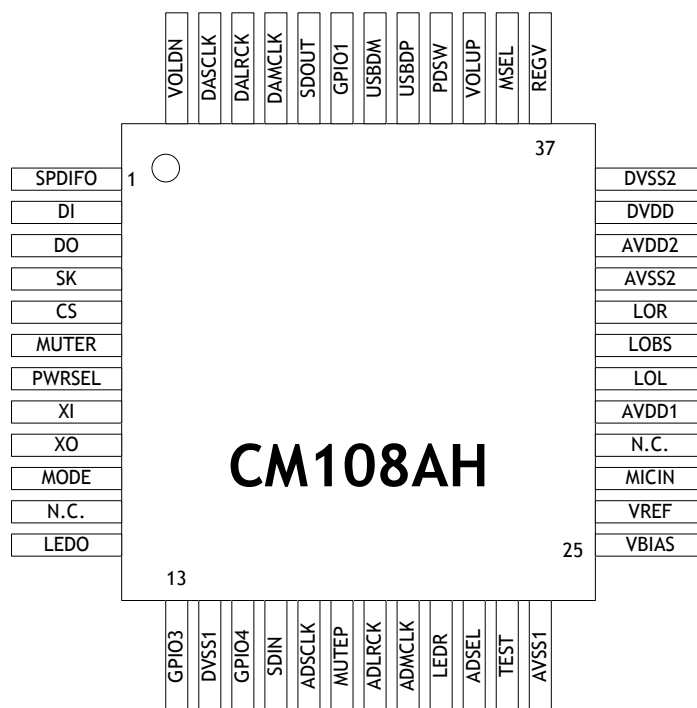 VOLDN
DASCLK
DALRCK
DAMCLK
SDOUT
GPIO1
USBDM
USBDP
PDSW
VOLUP
MSEL
REGV
37
1
SPDIFO
DI
DO
SK
CS
MUTER
PWRSEL
XI
XO
MODE
N.C.
LEDO
DVSS2
DVDD
AVDD2
AVSS2
LOR
LOBS
LOL
AVDD1
N.C.
MICIN
VREF
VBIAS
CM108AH
25
13
GPIO3
DVSS1
GPIO4
SDIN
ADSCLK
MUTEP
ADLRCK
ADMCLK
LEDR
ADSEL
TEST
AVSS1